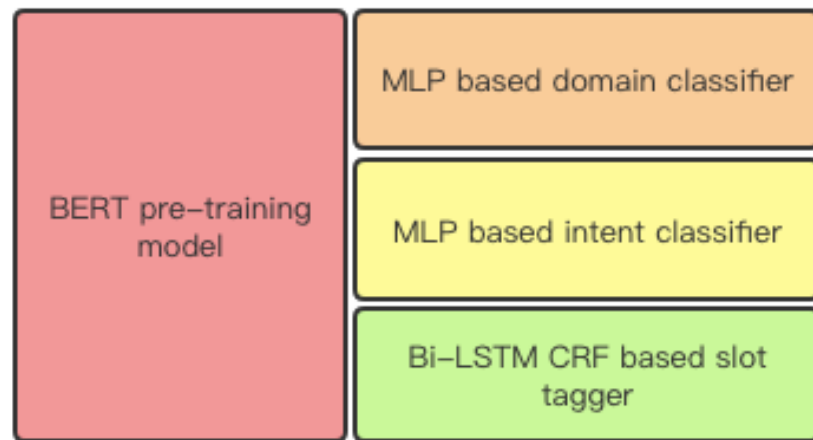 BERT pre-training
model
MLP based domain classifier
MLP based intent classifier
Bi-LSTM CRF based slot
tagger